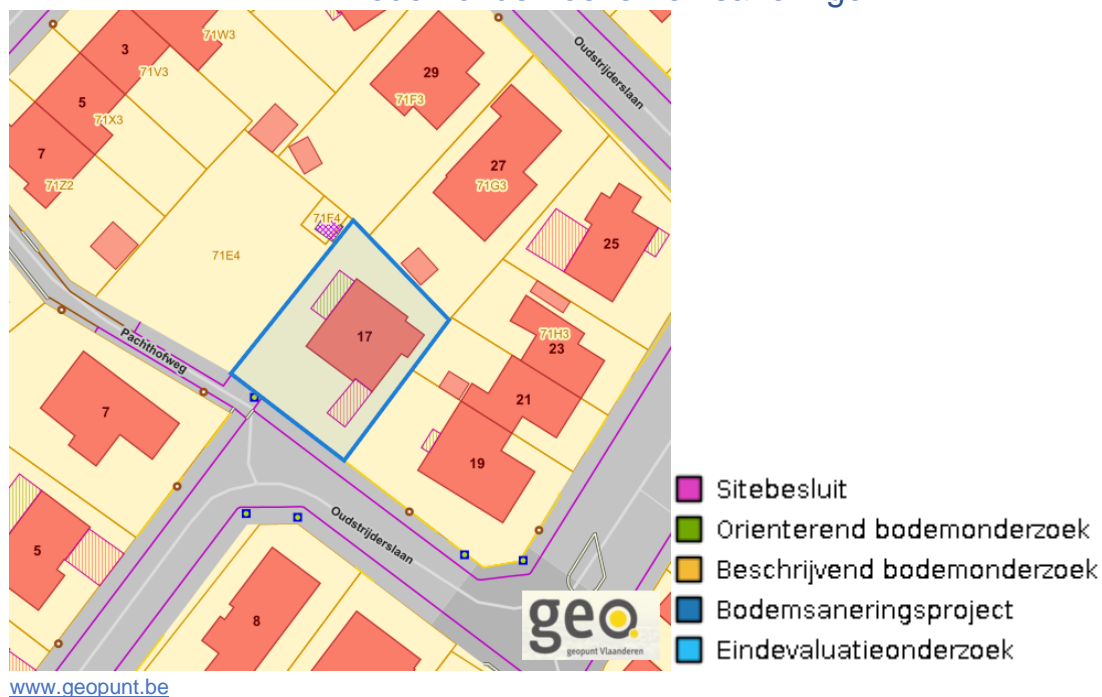 71W3
3
71V3
5
71X3
7
71Z2
29
71F3
Oudstrijderslaan
27
71G3
71F4
25
71E4
17
Pachthofweg
71H3
23
21
7
19
Oudstrijderslaan
5
8
geo.
geopunt Vlaanderen
Sitebesluit
Orienterend bodemonderzoek
Beschrijvend bodemonderzoek
Bodemsaneringsproject
Eindevaluatieonderzoek
www.geopunt.be